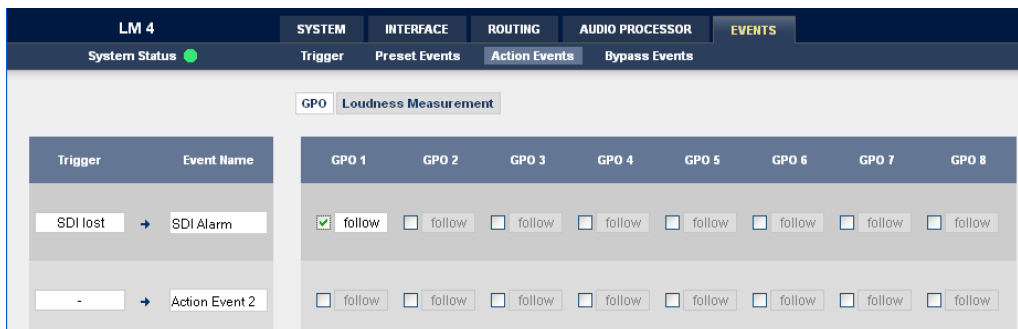 LM 4 SYSTEM INTERFACE ROUTING AUDIO PROCESSOR EVENTS
System Status Trigger Preset Events Action Events Bypass Events
GPO Loudness Measurement
Trigger Event Name GPO 1 GPO 2 GPO 3 GPO 4 GPO 5 GPO 6 GPO 7 GPO 8
SDI lost SDI Alarm follow follow follow follow follow follow follow follow
- Action Event 2 follow follow follow follow follow follow follow follow